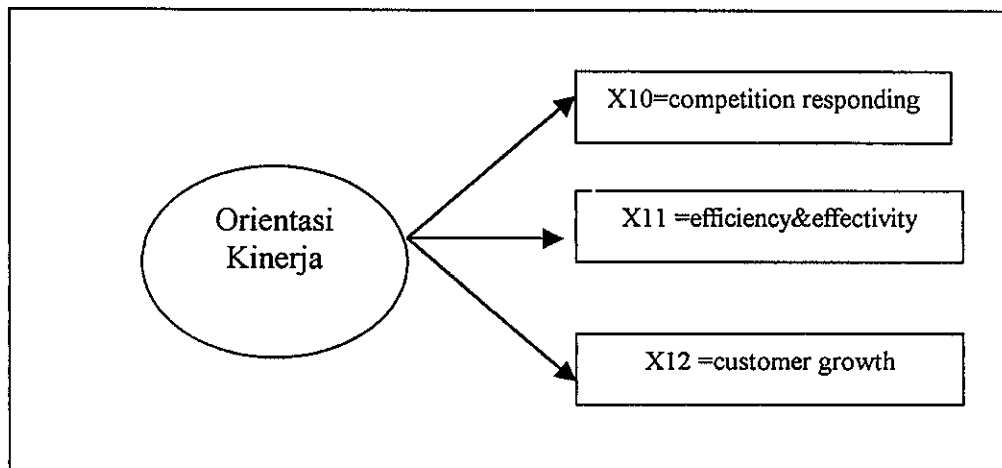 Orientasi
Kinerja
X10=competition responding
X11 =efficiency&effectivity
X12 =customer growth